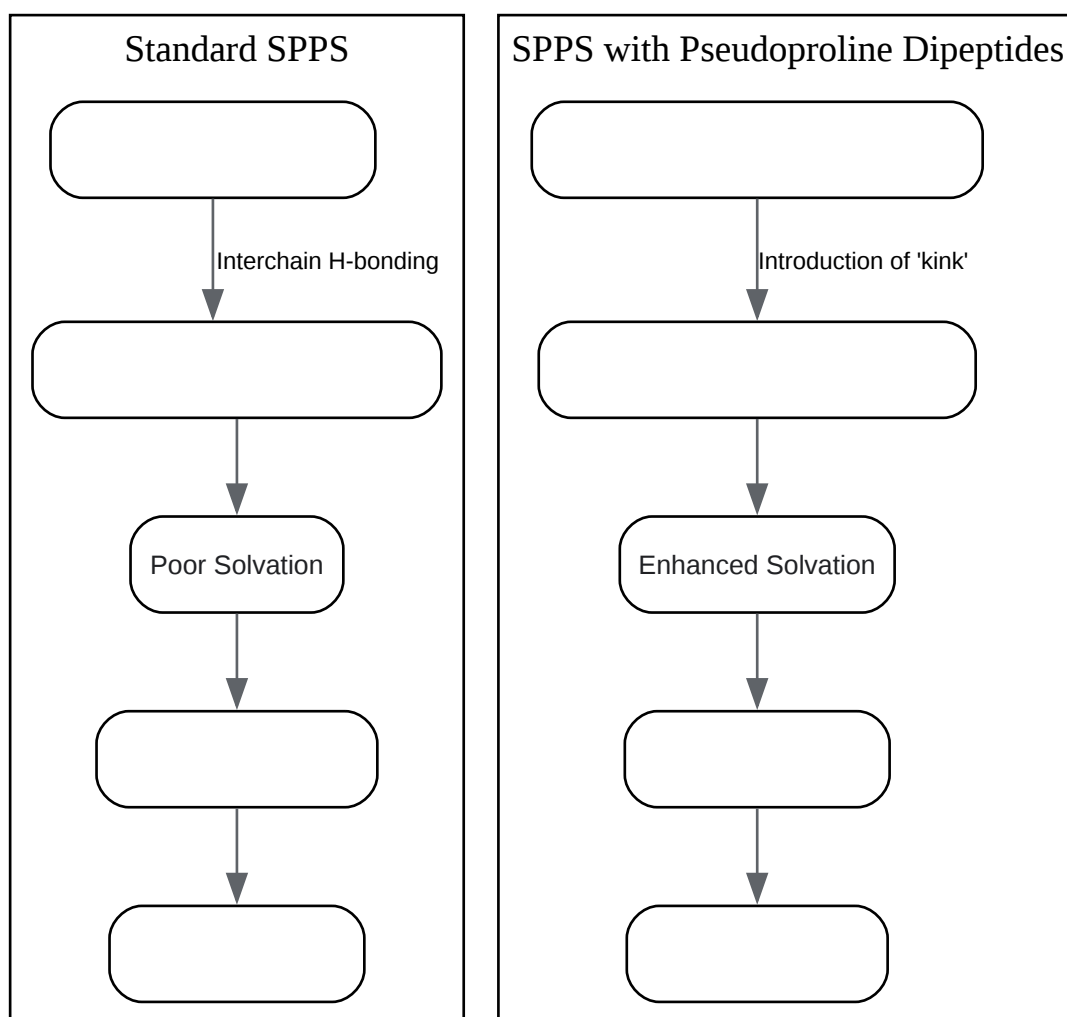 Standard SPPS
Interchain H-bonding
Poor Solvation
SPPS with Pseudoproline Dipeptides
Introduction of 'kink'
Enhanced Solvation